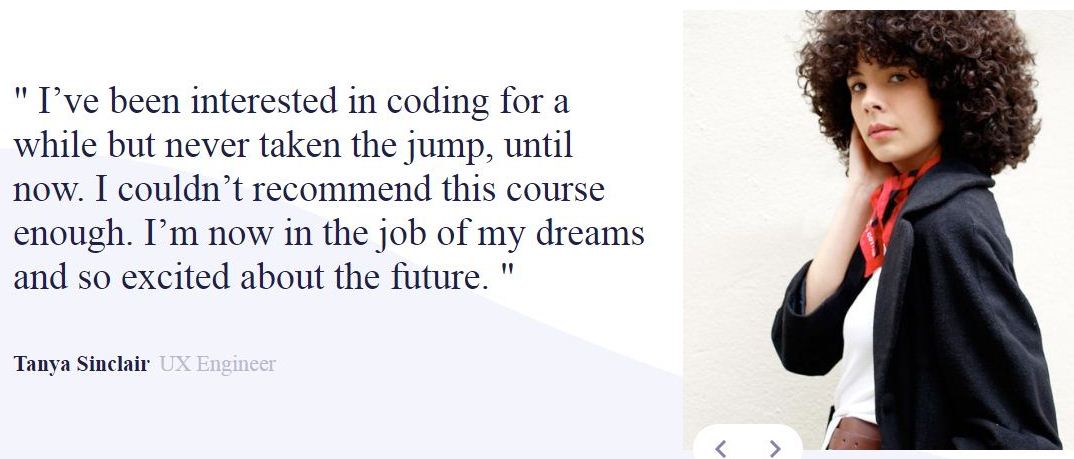 " I’ve been interested in coding for a
while but never taken the jump, until
now. I couldn’t recommend this course
enough. I’m now in the job of my dreams
and so excited about the future. "
Tanya Sinclair UX Engineer